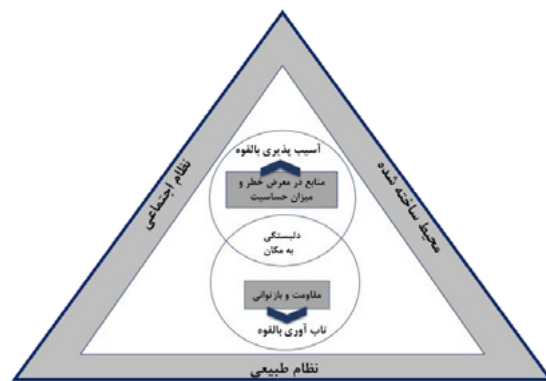 آسیب پذیری بالقوه
منابع در معرض خطر و
میزان حساسیت
نظام اجتماعی
محیط ساخته شده
دلبستگی
به مکان
مقاومت و بازتوانی
تاب آوری بالقوه
نظام طبیعی